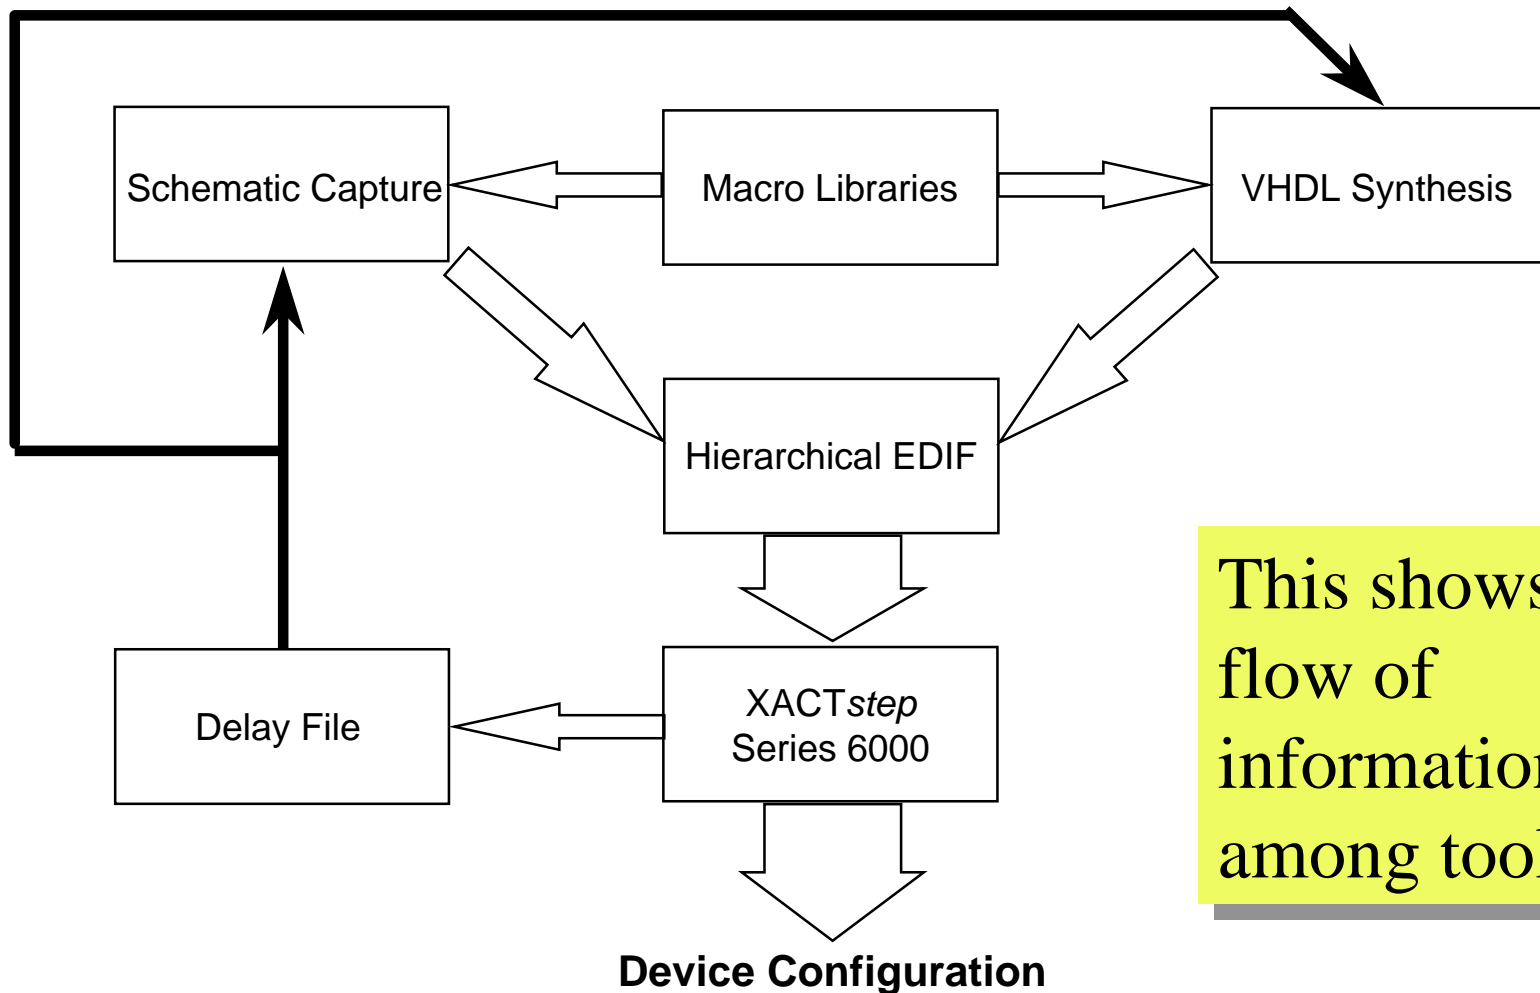 Schematic Capture
Macro Libraries
VHDL Synthesis
Hierarchical EDIF
This shows
flow of
information
among tool
Delay File
XACTstep
Series 6000
Device Configuration